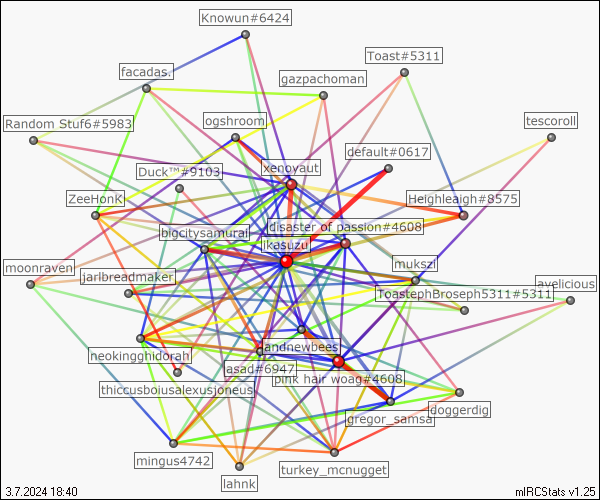 Knowun#6424
Toast#5311
facadas.
gazpachoman
Random Stuf6#5983
ogshroom
tescoroll
default#0617
xenoyaut
Duck™#9103
ZeeHonk
Heighleaigh#8575
disaster of passion#4608
bigcitysamurai
ikasuzu
mukszi
moonraven
jarlbreadmaker
avelicious
ToastephBroseph5311#5311
landnewbees
neokingghidorah
asad#6947
pink hair woag#4608
thiccusboiusalexusjoneus
doggerdig
gregor_samsa
mingus4742
turkey_mcnugget
lahnk
3.7.2024 18:40
mIRCStats v1.25